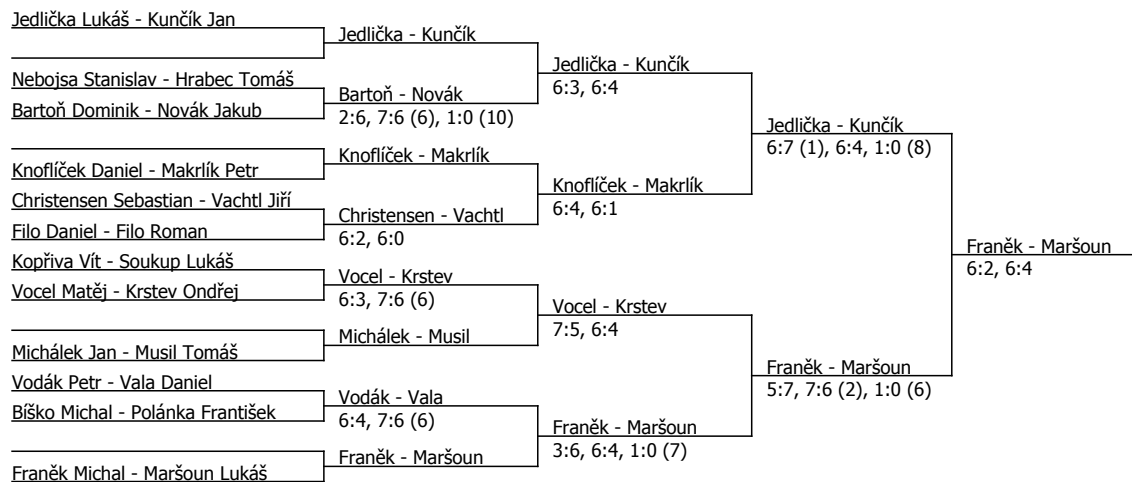 Jedlička Lukáš - Kunčík Jan
Jedlička - Kunčík
Jedlička - Kunčík
6:3, 6:4
Nebojsa Stanislav - Hrabec Tomáš
Bartoň - Novák
2:6, 7:6 (6), 1:0 (10)
Bartoň Dominik - Novák Jakub
Jedlička - Kunčík
6:7 (1), 6:4, 1:0 (8)
Knoflíček - Makrlík
Knoflíček Daniel - Makrlík Petr
Knoflíček - Makrlík
6:4, 6:1
Christensen Sebastian - Vachtl Jiří
Christensen - Vachtl
6:2, 6:0
Filo Daniel - Filo Roman
Franěk - Maršoun
6:2, 6:4
Kopřiva Vít - Soukup Lukáš
Vocel - Krstev
6:3, 7:6 (6)
Vocel Matěj - Krstev Ondřej
Vocel - Krstev
7:5, 6:4
Michálek - Musil
Michálek Jan - Musil Tomáš
Franěk - Maršoun
5:7, 7:6 (2), 1:0 (6)
Vodák Petr - Vala Daniel
Vodák - Vala
6:4, 7:6 (6)
Bíško Michal - Polánka František
Franěk - Maršoun
3:6, 6:4, 1:0 (7)
Franěk - Maršoun
Franěk Michal - Maršoun Lukáš